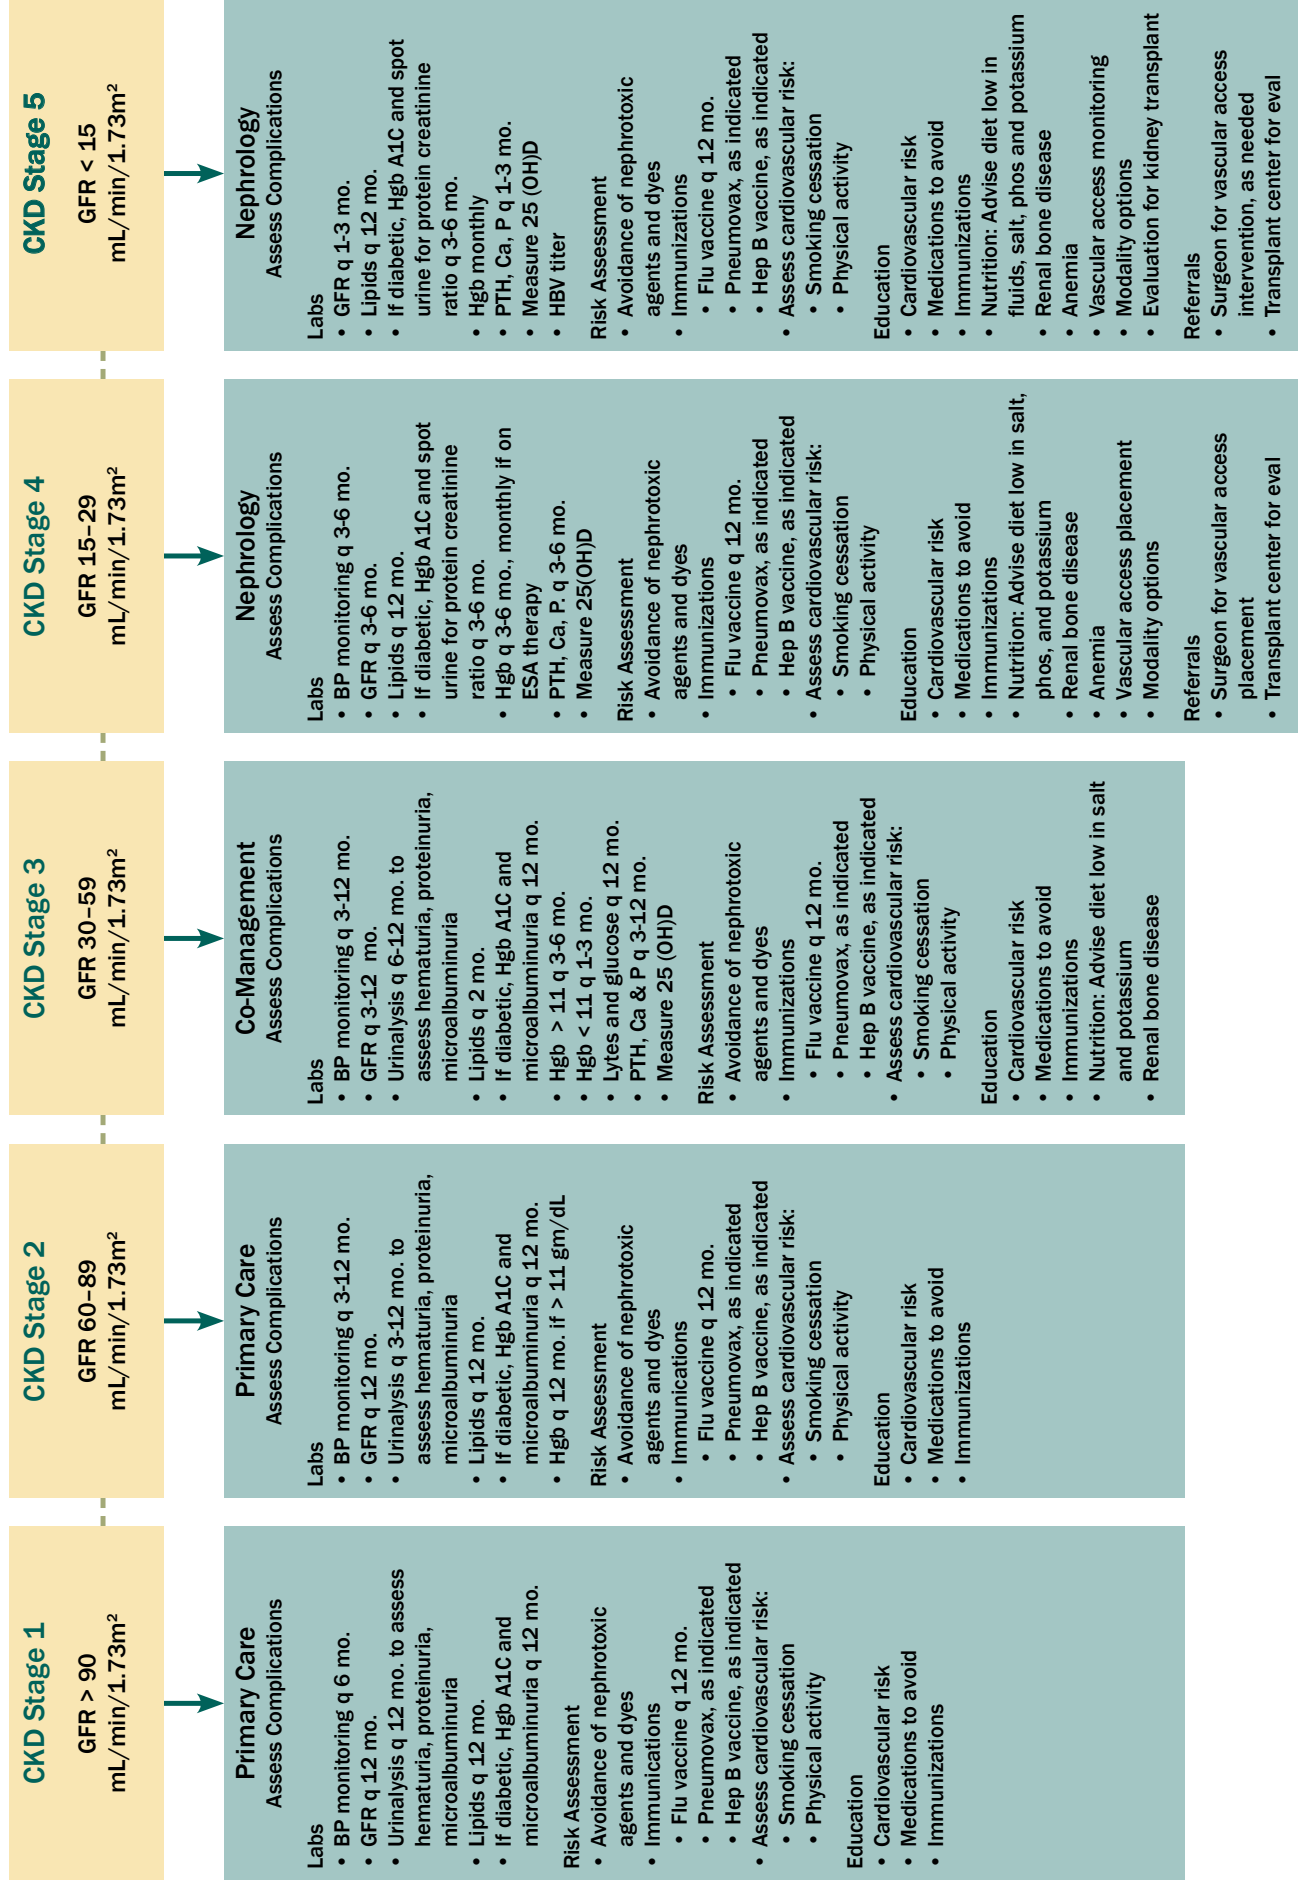 CKD Stage 1
GFR > 90
mL/min/1.73m²
Primary Care
Assess Complications
Labs
• BP monitoring q 6 mo.
• GFR q 12 mo.
• Urinalysis q 12 mo. to assess
hematuria, proteinuria,
microalbuminuria
• Lipids q 12 mo.
• If diabetic, Hgb A1C and
microalbuminuria q 12 mo.
Risk Assessment
• Avoidance of nephrotoxic
agents and dyes
• Immunications
• Flu vaccine q 12 mo.
• Pneumovax, as indicated
• Hep B vaccine, as indicated
• Assess cardiovascular risk:
• Smoking cessation
• Physical activity
Education
• Cardiovascular risk
• Medications to avoid
• Immunizations
CKD Stage 2
GFR 60–89
mL/min/1.73m²
Primary Care
Assess Complications
Labs
• BP monitoring q 3-12 mo.
• GFR q 12 mo.
• Urinalysis q 3-12 mo. to
assess hematuria, proteinuria,
microalbuminuria
• Lipids q 12 mo.
• If diabetic, Hgb A1C and
microalbuminuria q 12 mo.
• Hgb q 12 mo. if > 11 gm/dL
Risk Assessment
• Avoidance of nephrotoxic
agents and dyes
• Immunications
• Flu vaccine q 12 mo.
• Pneumovax, as indicated
• Hep B vaccine, as indicated
• Assess cardiovascular risk:
• Smoking cessation
• Physical activity
Education
• Cardiovascular risk
• Medications to avoid
• Immunizations
CKD Stage 3
GFR 30–59
mL/min/1.73m²
Co-Management
Assess Complications
Labs
• BP monitoring q 3-12 mo.
• GFR q 3-12 mo.
• Urinalysis q 6-12 mo. to
assess hematuria, proteinuria,
microalbuminuria
• Lipids q 2 mo.
• If diabetic, Hgb A1C and
microalbuminuria q 12 mo.
• Hgb > 11 q 3-6 mo.
• Hgb < 11 q 1-3 mo.
• Lytes and glucose q 12 mo.
• PTH, Ca & P q 3-12 mo.
• Measure 25 (OH)D
Risk Assessment
• Avoidance of nephrotoxic
agents and dyes
• Immunizations
• Flu vaccine q 12 mo.
• Pneumovax, as indicated
• Hep B vaccine, as indicated
• Assess cardiovascular risk:
• Smoking cessation
• Physical activity
Education
• Cardiovascular risk
• Medications to avoid
• Immunizations
• Nutrition: Advise diet low in salt
and potassium
• Renal bone disease
CKD Stage 4
GFR 15–29
mL/min/1.73m²
Nephrology
Assess Complications
Labs
• BP monitoring q 3-6 mo.
• GFR q 3-6 mo.
• Lipids q 12 mo.
• If diabetic, Hgb A1C and spot
urine for protein creatinine
ratio q 3-6 mo.
• Hgb q 3-6 mo., monthly if on
ESA therapy
• PTH, Ca, P. q 3-6 mo.
• Measure 25(OH)D
Risk Assessment
• Avoidance of nephrotoxic
agents and dyes
• Immunizations
• Flu vaccine q 12 mo.
• Pneumovax, as indicated
• Hep B vaccine, as indicated
• Assess cardiovascular risk:
• Smoking cessation
• Physical activity
Education
• Cardiovascular risk
• Medications to avoid
• Immunizations
• Nutrition: Advise diet low in salt,
phos, and potassium
• Renal bone disease
• Anemia
• Vascular access placement
• Modality options
Referrals
• Surgeon for vascular access
placement
• Transplant center for eval
CKD Stage 5
GFR < 15
mL/min/1.73m²
Nephrology
Assess Complications
Labs
• GFR q 1-3 mo.
• Lipids q 12 mo.
• If diabetic, Hgb A1C and spot
urine for protein creatinine
ratio q 3-6 mo.
• Hgb monthly
• PTH, Ca, P q 1-3 mo.
• Measure 25 (OH)D
• HBV titer
Risk Assessment
• Avoidance of nephrotoxic
agents and dyes
• Immunizations
• Flu vaccine q 12 mo.
• Pneumovax, as indicated
• Hep B vaccine, as indicated
• Assess cardiovascular risk:
• Smoking cessation
• Physical activity
Education
• Cardiovascular risk
• Medications to avoid
• Immunizations
• Nutrition: Advise diet low in
fluids, salt, phos and potassium
• Renal bone disease
• Anemia
• Vascular access monitoring
• Modality options
• Evaluation for kidney transplant
Referrals
• Surgeon for vascular access
intervention, as needed
• Transplant center for eval